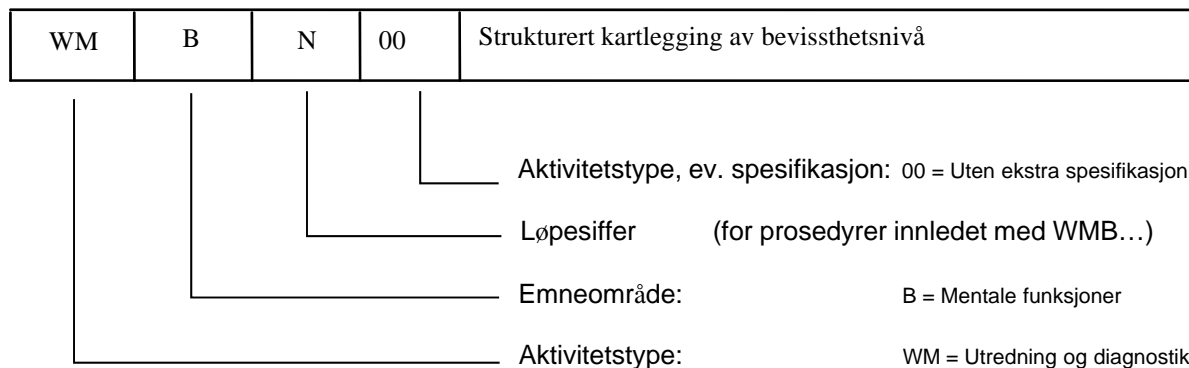 WM B N 00 Strukturert kartlegging av bevissthetsnivå
Aktivitetstype, ev. spesifikasjon: 00 = Uten ekstra spesifikasjon
Løpesiffer (for prosedyrer innledet med WMB…)
Emneområde: B = Mentale funksjoner
Aktivitetstype: WM = Utredning og diagnostik